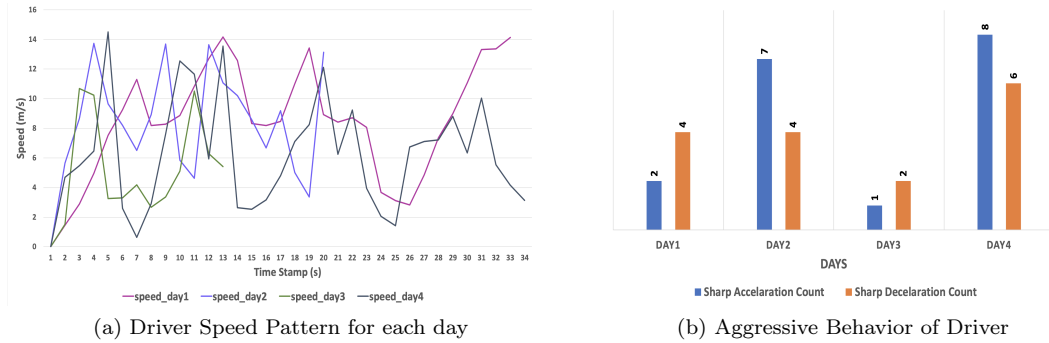 16
14
12
10
8
6
4
2
0
Speed (m/s)
1 2 3 4 5 6 7 8 9 10 11 12 13 14 15 16 17 18 19 20 21 22 23 24 25 26 27 28 29 30 31 32 33 34
Time Stamp (s)
speed_day1 speed_day2 speed_day3 speed_day4
(a) Driver Speed Pattern for each day
2 4 7 4 1 2 8 6
DAY1 DAY2 DAY3 DAY4
DAYS
Sharp Accelaration Count Sharp Decelaration Count
(b) Aggressive Behavior of Driver